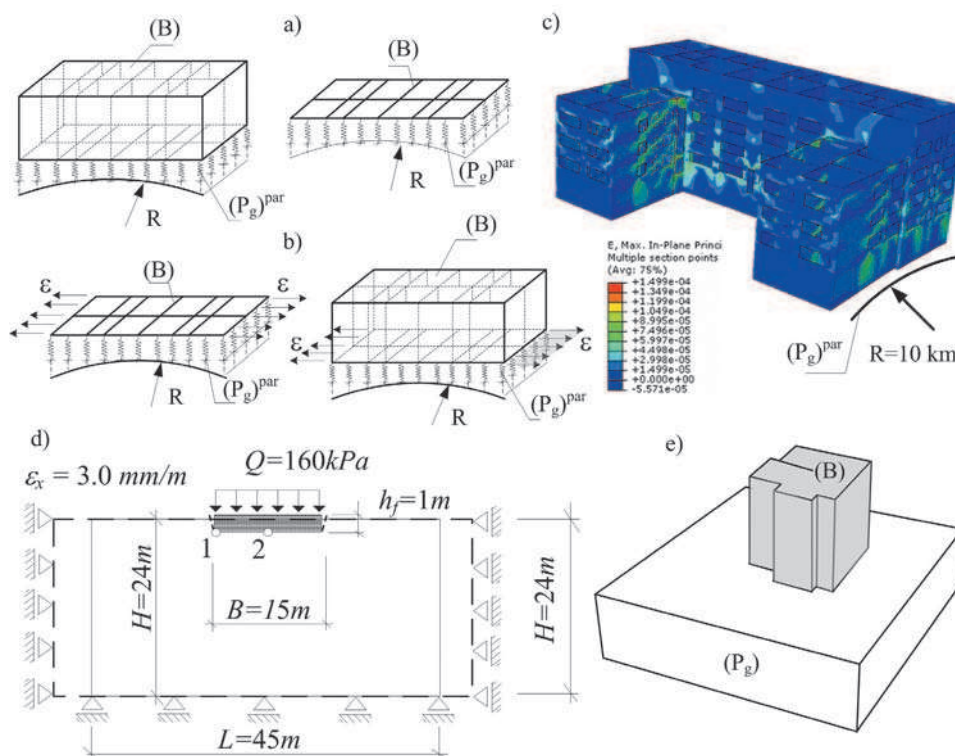 (B)
a)
(B)
(P_g)^par
R
(P_g)^par
R
b)
(B)
ε
ε
(P_g)^par
R
(B)
ε
ε
(P_g)^par
R
c)
E, Max. In-Plane Princi
Multiple section points
(Avg: 75%)
+1.499e-04
+1.349e-04
+1.199e-04
+1.049e-04
+8.995e-05
+7.496e-05
+5.997e-05
+4.498e-05
+2.998e-05
+1.499e-05
+0.000e+00
-5.571e-05
(P_g)^par
R=10 km
d)
Q=160kPa
ε_x = 3.0 mm/m
h_f=1m
1
2
H=24m
B=15m
H=24m
L=45m
e)
(B)
(P_g)